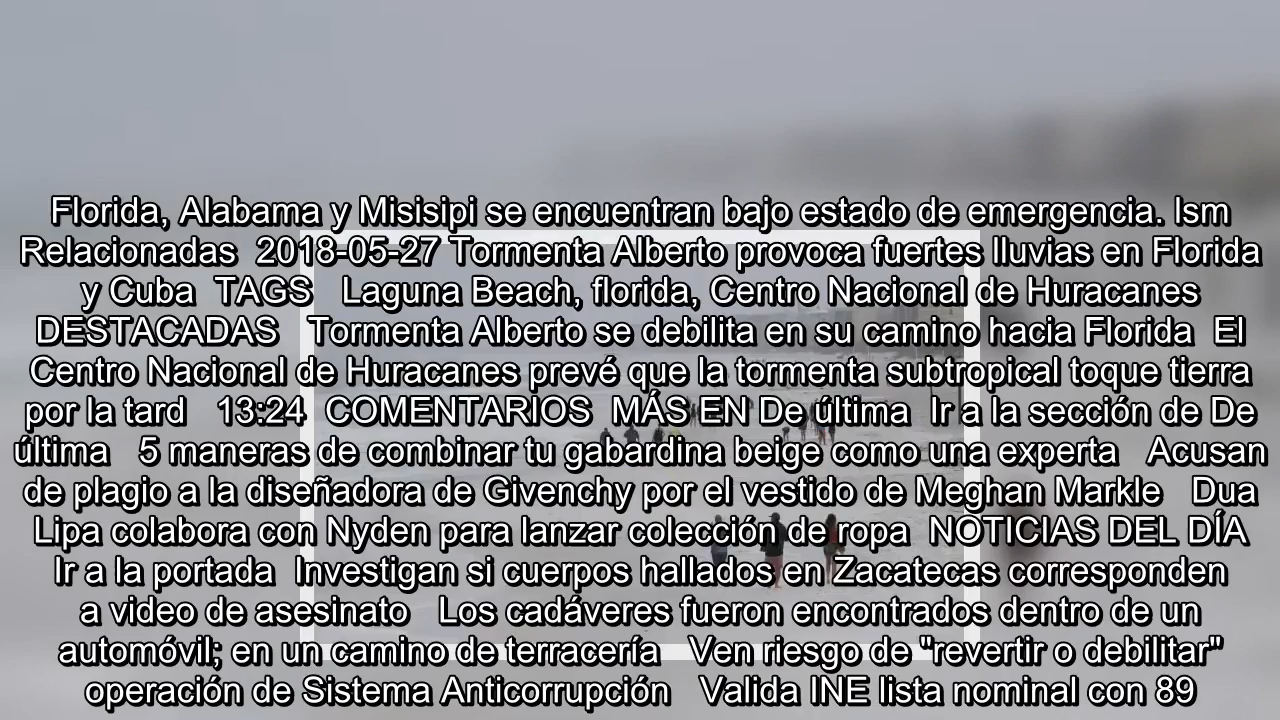 Florida, Alabama y Misisipi se encuentran bajo estado de emergencia. lsm
Relacionadas  2018-05-27 Tormenta Alberto provoca fuertes lluvias en Florida
y Cuba  TAGS   Laguna Beach, florida, Centro Nacional de Huracanes
DESTACADAS   Tormenta Alberto se debilita en su camino hacia Florida  El
Centro Nacional de Huracanes prevé que la tormenta subtropical toque tierra
por la tard   13:24  COMENTARIOS  MÁS EN De última  Ir a la sección de De
última   5 maneras de combinar tu gabardina beige como una experta   Acusan
de plagio a la diseñadora de Givenchy por el vestido de Meghan Markle   Dua
Lipa colabora con Nyden para lanzar colección de ropa  NOTICIAS DEL DÍA
Ir a la portada  Investigan si cuerpos hallados en Zacatecas corresponden
a video de asesinato   Los cadáveres fueron encontrados dentro de un
automóvil; en un camino de terracería   Ven riesgo de "revertir o debilitar"
operación de Sistema Anticorrupción   Valida INE lista nominal con 89